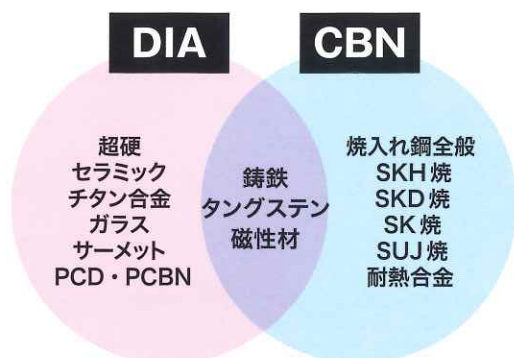 DIA
CBN
超硬
セラミック
チタン合金
ガラス
サーメット
PCD・PCBN
鋳鉄
タングステン
磁性材
焼入れ鋼全般
SKH焼
SKD焼
SK焼
SUJ焼
耐熱合金